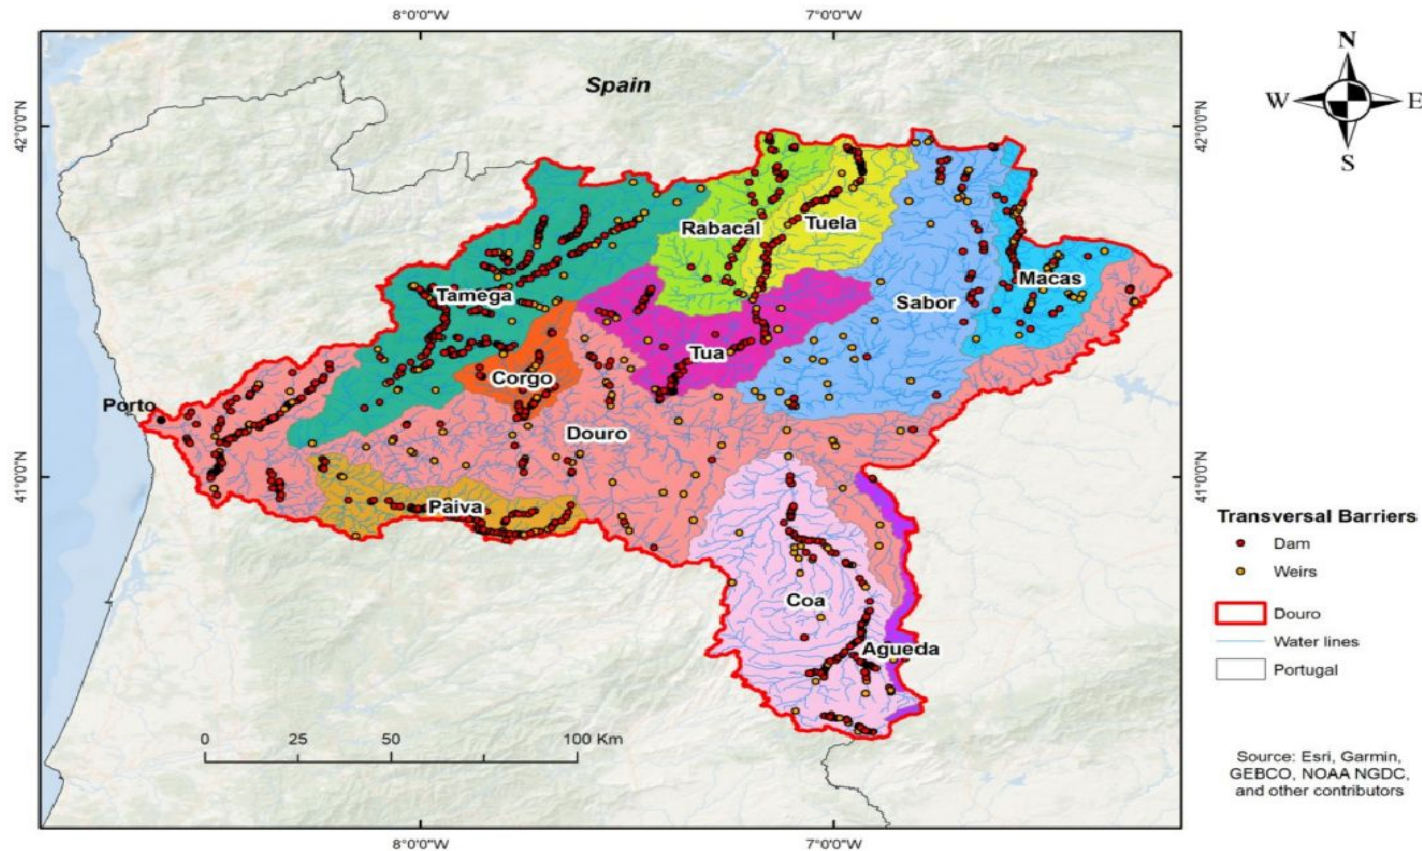 8°0'0"W
7°0'0"W
N
W
E
S
Spain
42°0'0"N
42°0'0"N
Rabacal
Tuela
Macas
Tamega
Sabor
Tua
Corgo
Porto
Douro
41°0'0"N
41°0'0"N
Paiva
Coa
Agueda
0 25 50 100 Km
8°0'0"W
7°0'0"W
Transversal Barriers
Dam
Weirs
Douro
Water lines
Portugal
Source: Esri, Garmin,
GEBCO, NOAA NGDC,
and other contributors